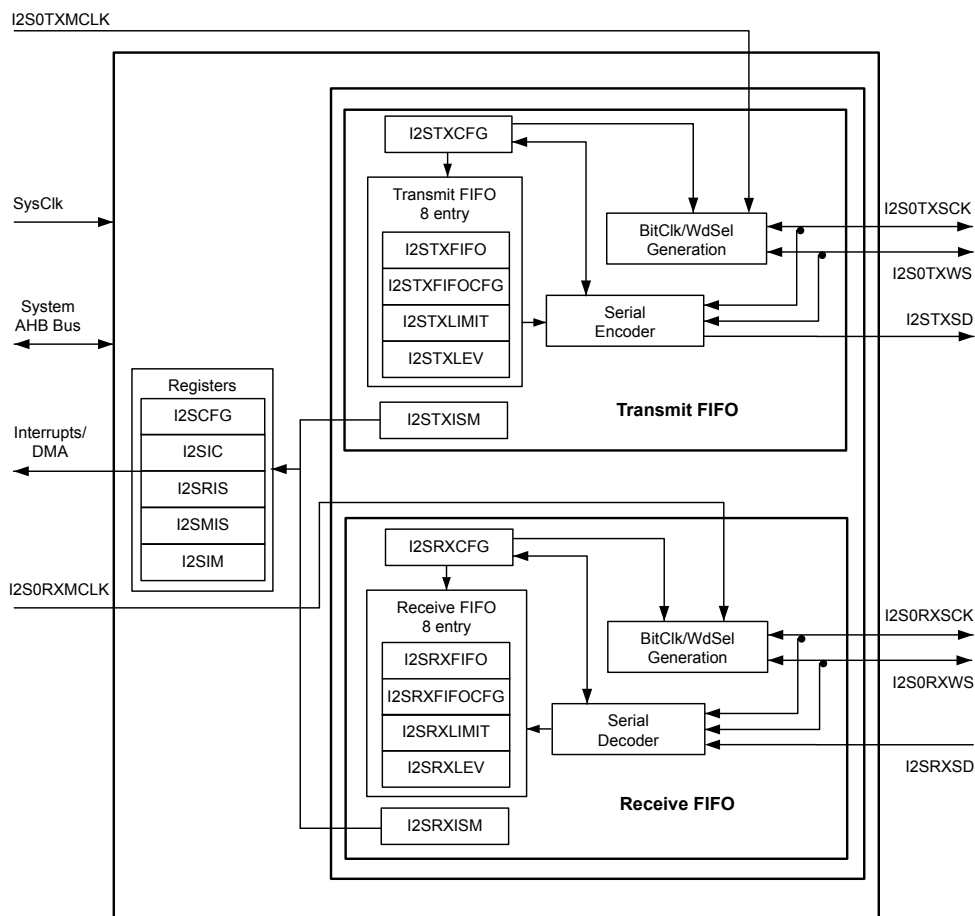 I2S0TXMCLK
SysClk
System
AHB Bus
Interrupts/
DMA
I2S0RXMCLK
Registers
I2SCFG
I2SIC
I2SRIS
I2SMIS
I2SIM
I2STXCFG
Transmit FIFO
8 entry
I2STXFIFO
I2STXFIFOCFG
I2STXLIMIT
I2STXLEV
I2STXISM
BitClk/WdSel
Generation
Serial
Encoder
Transmit FIFO
I2S0TXSCK
I2S0TXWS
I2STXSD
I2SRXCFG
Receive FIFO
8 entry
I2SRXFIFO
I2SRXFIFOCFG
I2SRXLIMIT
I2SRXLEV
I2SRXISM
BitClk/WdSel
Generation
Serial
Decoder
Receive FIFO
I2S0RXSCK
I2S0RXWS
I2SRXSD